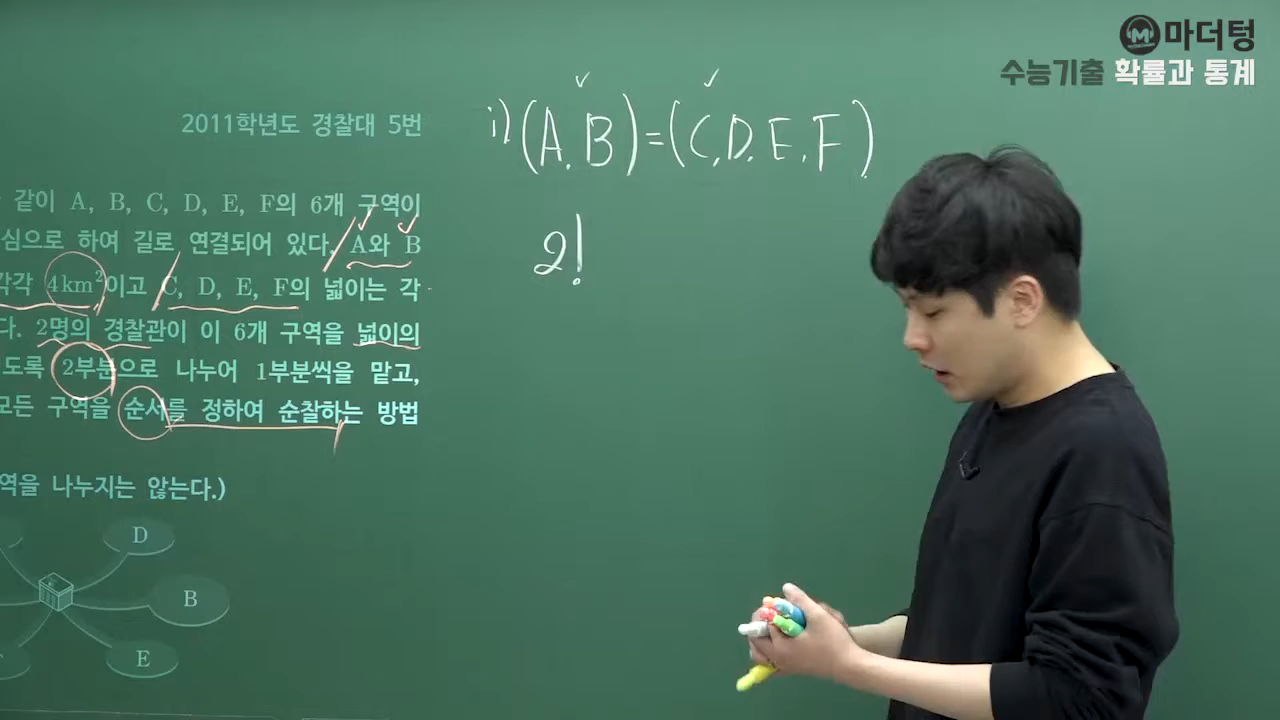 마더텅
수능기출 확률과 통계
2011학년도 경찰대 5번
같이 A, B, C, D, E, F의 6개 구역이
심으로 하여 길로 연결되어 있다. A와 B
각각 4km²이고 C, D, E, F의 넓이는 각
다. 2명의 경찰관이 이 6개 구역을 넓이의
도록 2부분으로 나누어 1부분씩을 맡고,
모든 구역을 순서를 정하여 순찰하는 방법
역을 나누지는 않는다.)
D
B
E
i) (A, B) = (C, D, E, F)
2!